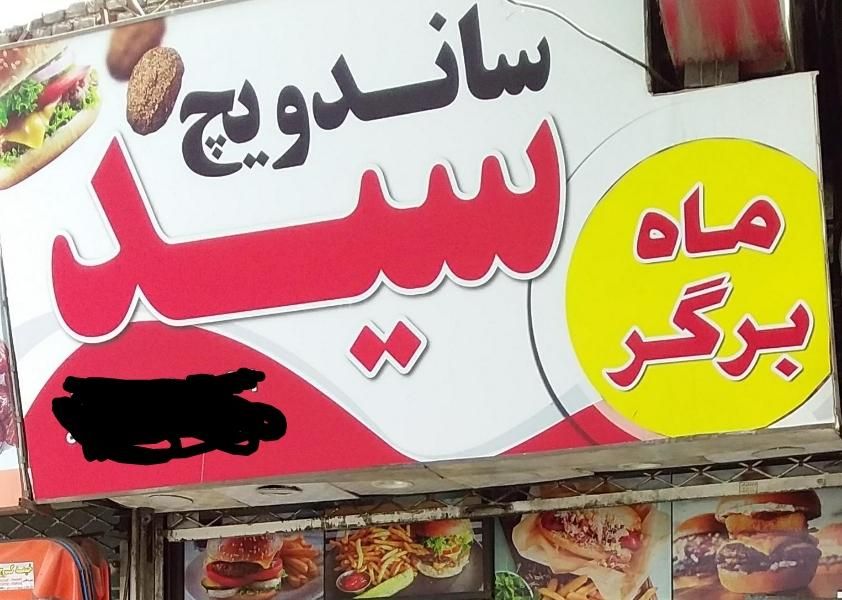 ساندویچ
سید
ماه
برگر